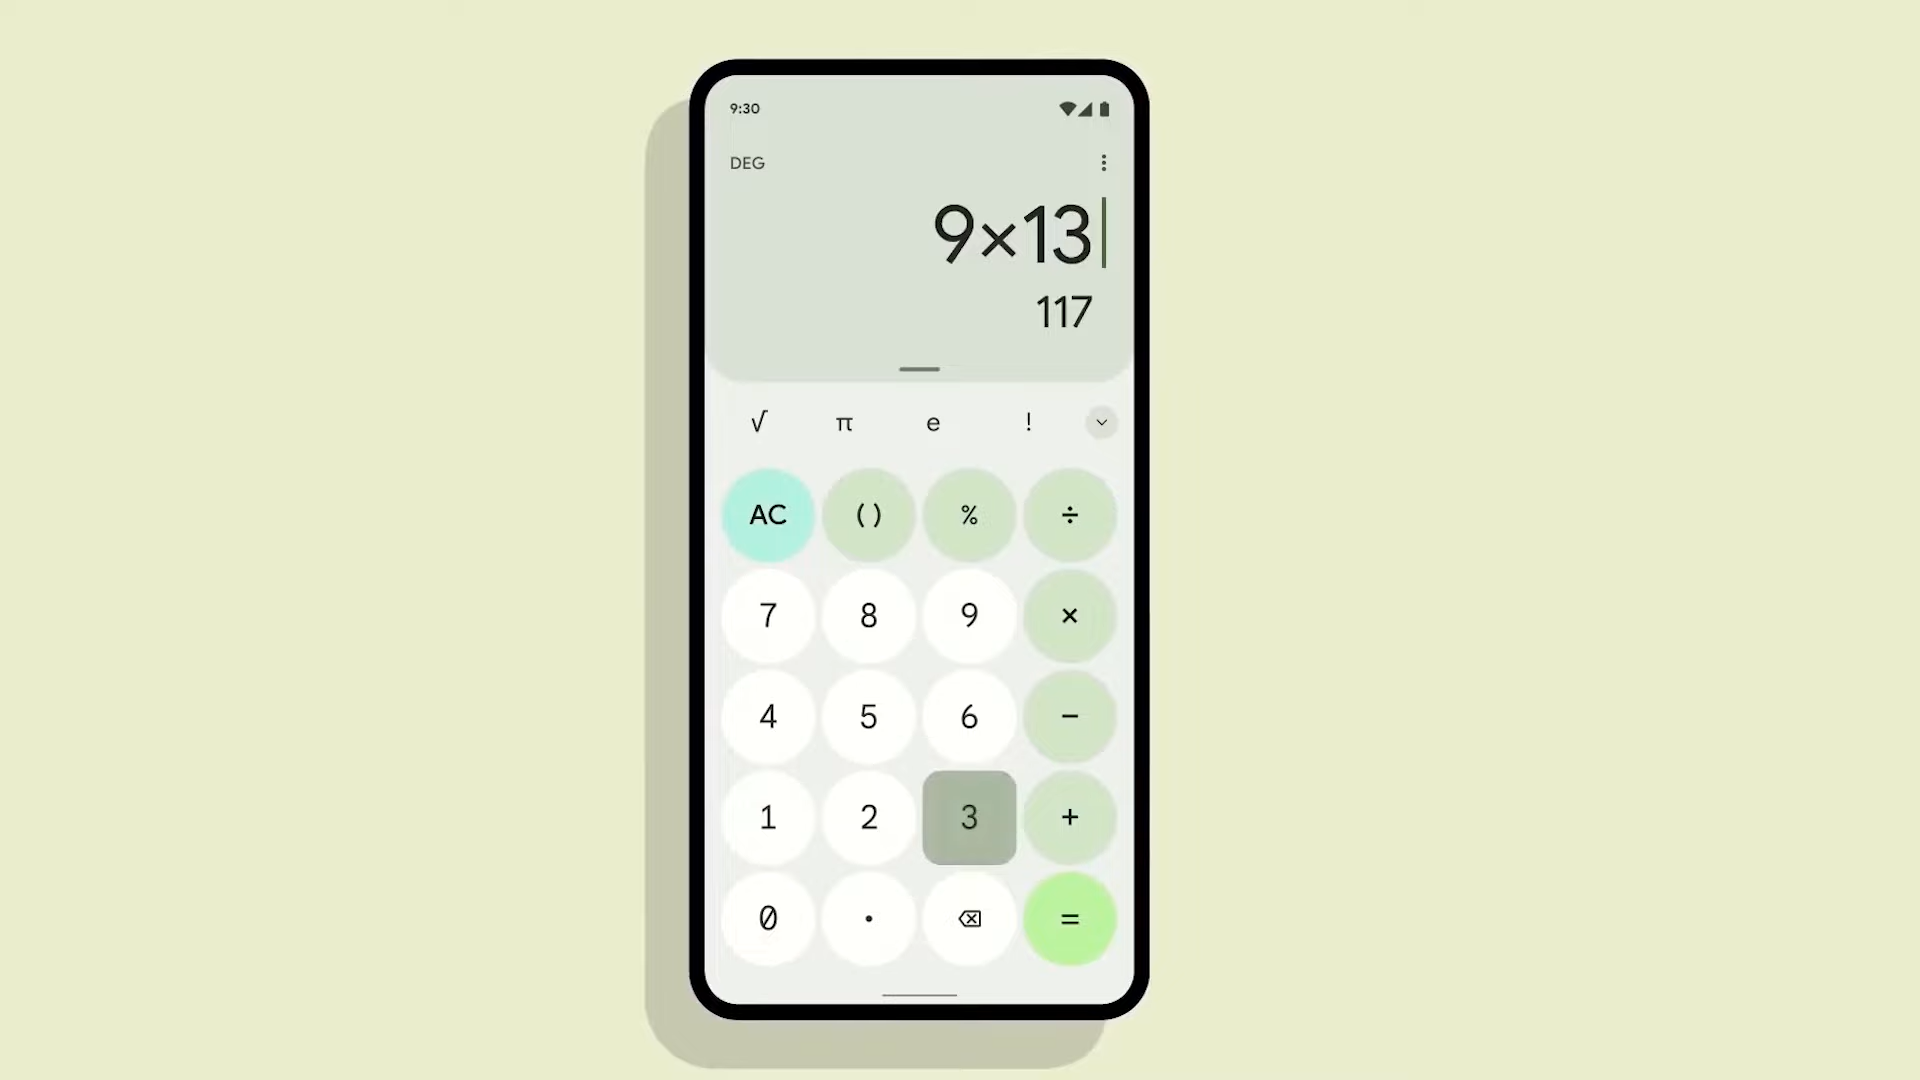 9:30
DEG
9×13
117
√ π e !
AC ( ) % ÷
7 8 9 ×
4 5 6 −
1 2 3 +
0 . =